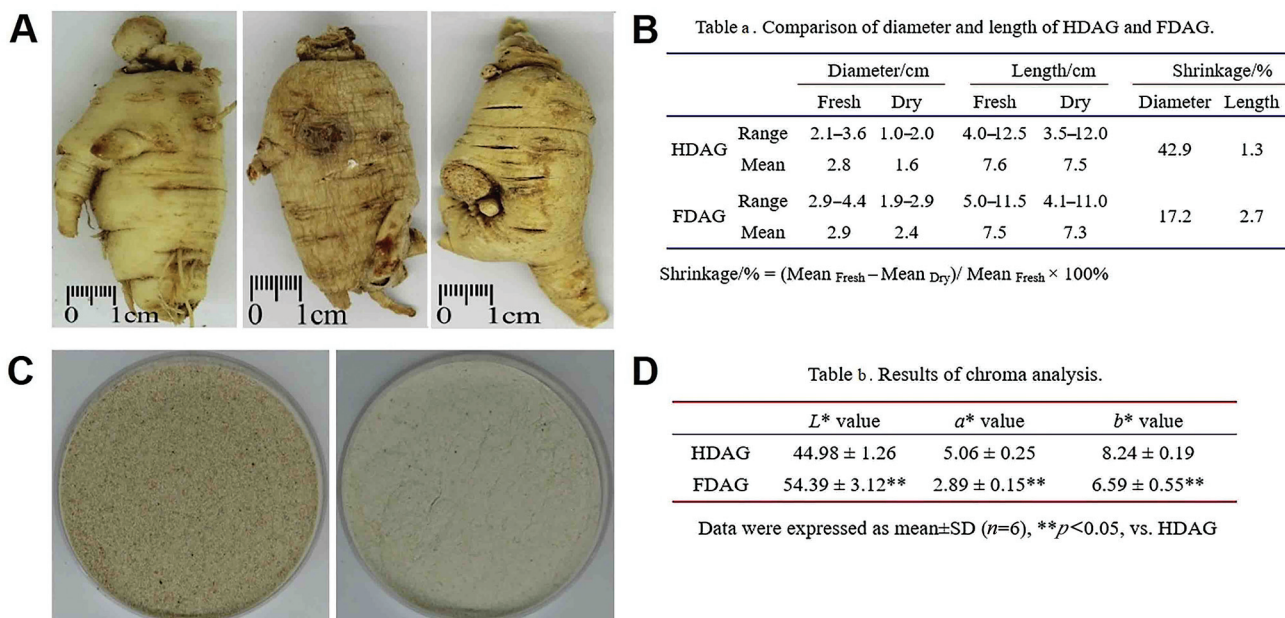 A
0 1cm
0 1cm
0 1cm
B
Table a. Comparison of diameter and length of HDAG and FDAG.
Diameter/cm Length/cm Shrinkage/%
Fresh Dry Fresh Dry Diameter Length
HDAG Range 2.1–3.6 1.0–2.0 4.0–12.5 3.5–12.0 42.9 1.3
Mean 2.8 1.6 7.6 7.5
FDAG Range 2.9–4.4 1.9–2.9 5.0–11.5 4.1–11.0 17.2 2.7
Mean 2.9 2.4 7.5 7.3
Shrinkage/% = (Mean Fresh – Mean Dry)/ Mean Fresh × 100%
C
D
Table b. Results of chroma analysis.
L* value a* value b* value
HDAG 44.98 ± 1.26 5.06 ± 0.25 8.24 ± 0.19
FDAG 54.39 ± 3.12** 2.89 ± 0.15** 6.59 ± 0.55**
Data were expressed as mean±SD (n=6), **p<0.05, vs. HDAG